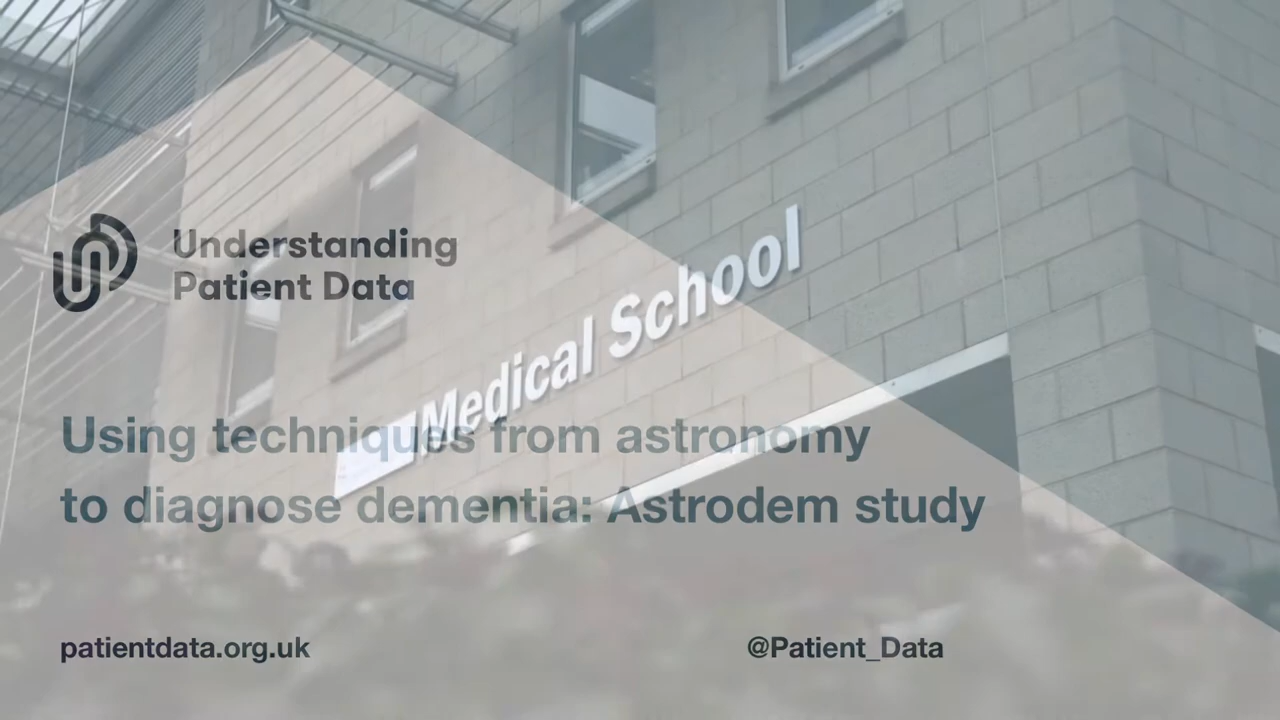 Understanding
Patient Data
Medical School
Using techniques from astronomy
to diagnose dementia: Astrodem study
patientdata.org.uk
@Patient_Data